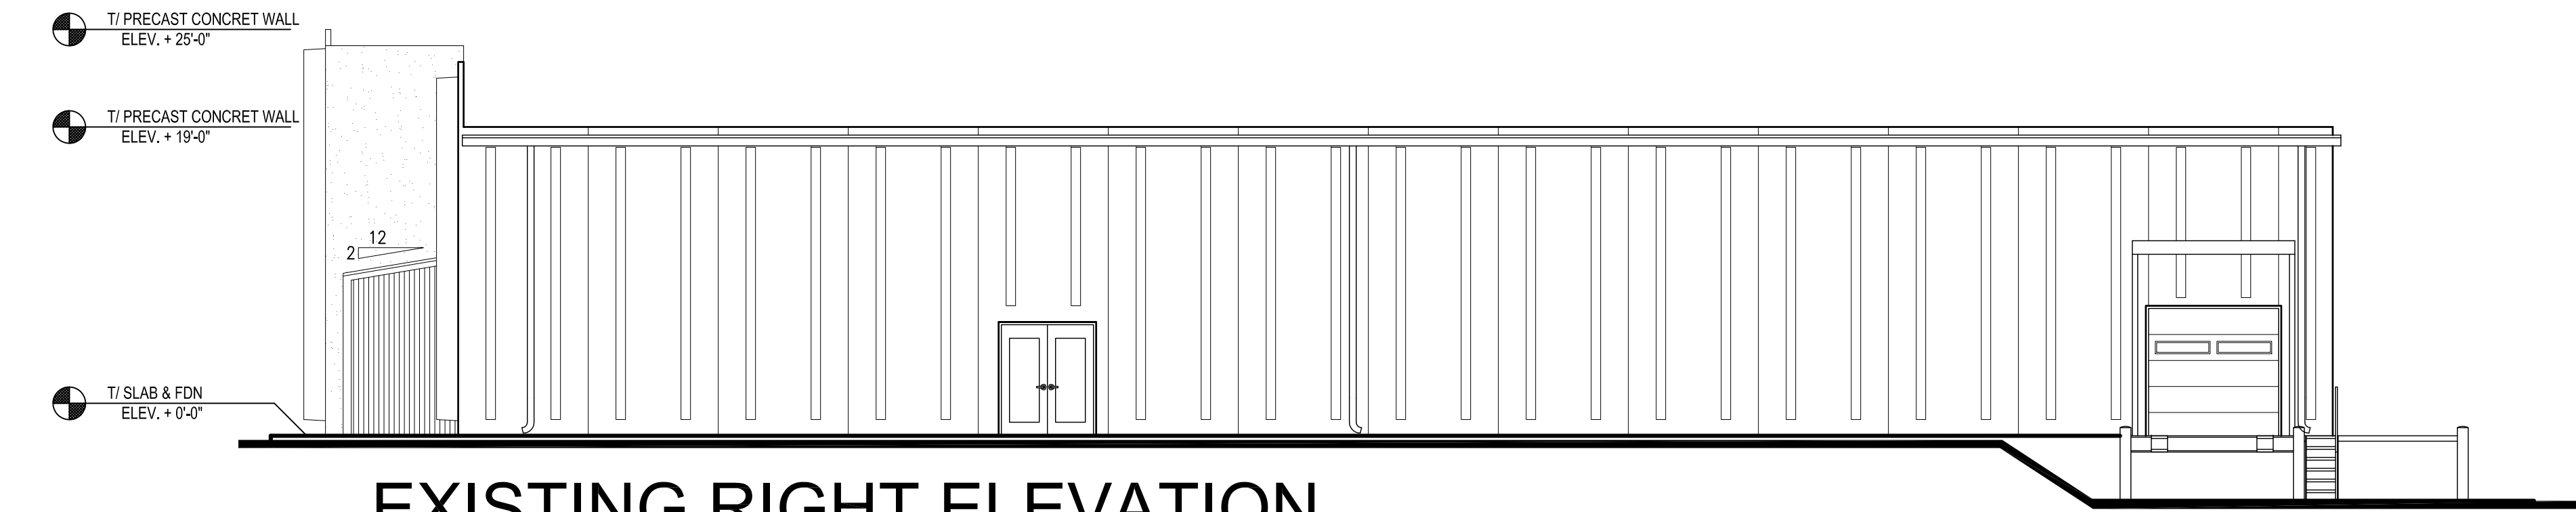 T/ PRECAST CONCRET WALL
ELEV. + 25'-0"
T/ PRECAST CONCRET WALL
ELEV. + 19'-0"
12
2
T/ SLAB & FDN
ELEV. + 0'-0"
EXISTING RIGHT ELEVATION